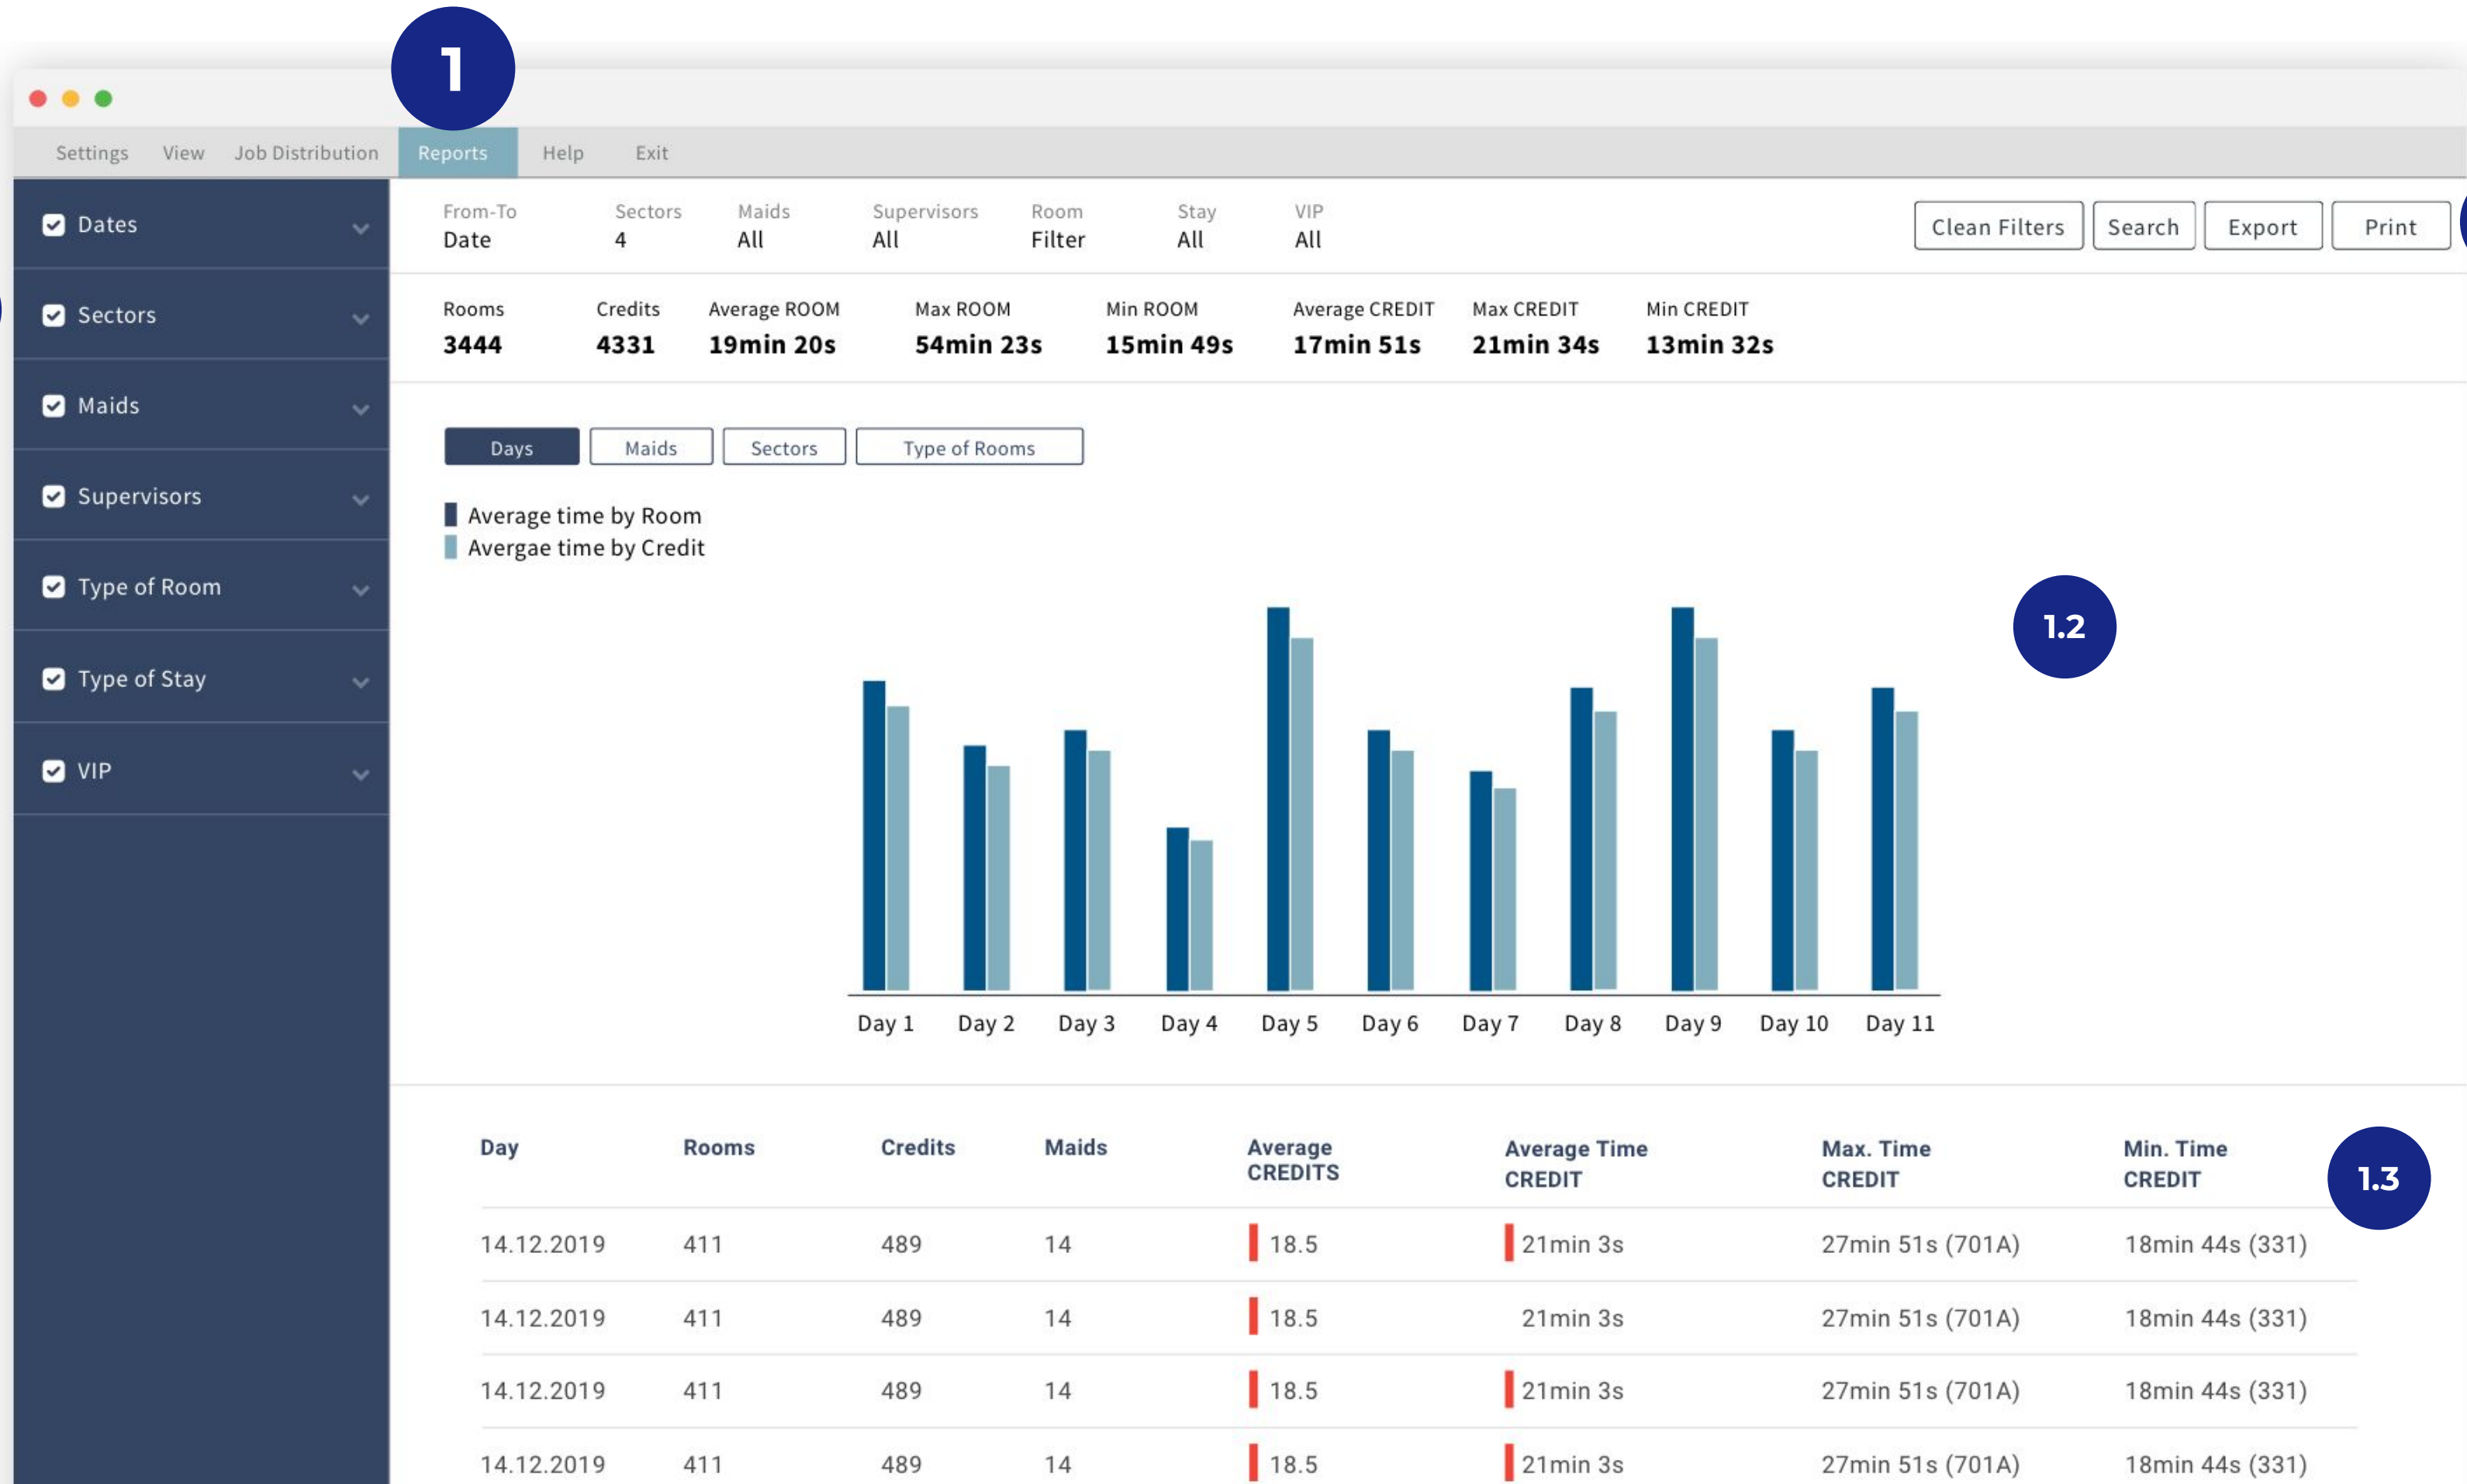 1
Settings View Job Distribution Reports Help Exit
Dates
Sectors
Maids
Supervisors
Type of Room
Type of Stay
VIP
From-To Sectors Maids Supervisors Room Stay VIP
Date 4 All All Filter All All
Clean Filters Search Export Print
Rooms Credits Average ROOM Max ROOM Min ROOM Average CREDIT Max CREDIT Min CREDIT
3444 4331 19min 20s 54min 23s 15min 49s 17min 51s 21min 34s 13min 32s
Days Maids Sectors Type of Rooms
Average time by Room
Avergae time by Credit
1.2
Day 1 Day 2 Day 3 Day 4 Day 5 Day 6 Day 7 Day 8 Day 9 Day 10 Day 11
Day Rooms Credits Maids Average Average Time Max. Time Min. Time
CREDITS CREDIT CREDIT CREDIT
1.3
14.12.2019 411 489 14 18.5 21min 3s 27min 51s (701A) 18min 44s (331)
14.12.2019 411 489 14 18.5 21min 3s 27min 51s (701A) 18min 44s (331)
14.12.2019 411 489 14 18.5 21min 3s 27min 51s (701A) 18min 44s (331)
14.12.2019 411 489 14 18.5 21min 3s 27min 51s (701A) 18min 44s (331)